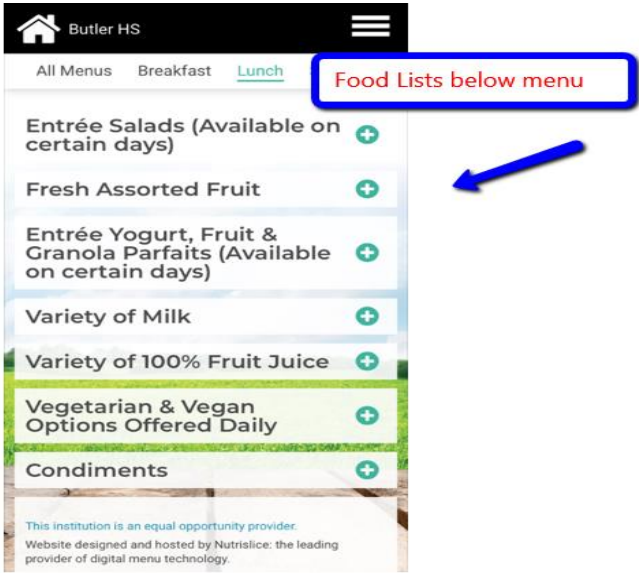 Butler HS
All Menus Breakfast Lunch
Food Lists below menu
Entrée Salads (Available on
certain days)
Fresh Assorted Fruit
Entrée Yogurt, Fruit &
Granola Parfaits (Available
on certain days)
Variety of Milk
Variety of 100% Fruit Juice
Vegetarian & Vegan
Options Offered Daily
Condiments
This institution is an equal opportunity provider.
Website designed and hosted by Nutrislice: the leading
provider of digital menu technology.